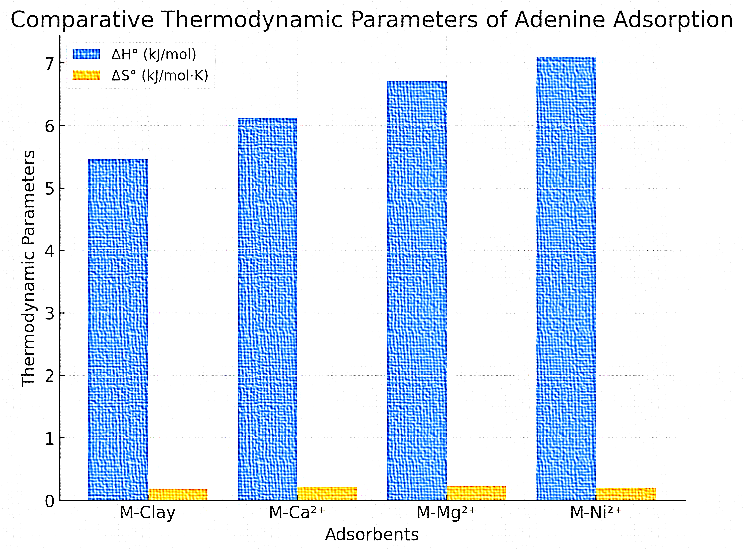 Comparative Thermodynamic Parameters of Adenine Adsorption
ΔH° (kJ/mol)
ΔS° (kJ/mol·K)
7
6
5
4
3
2
1
0
Thermodynamic Parameters
M-Clay
M-Ca²⁺
M-Mg²⁺
M-Ni²⁺
Adsorbents